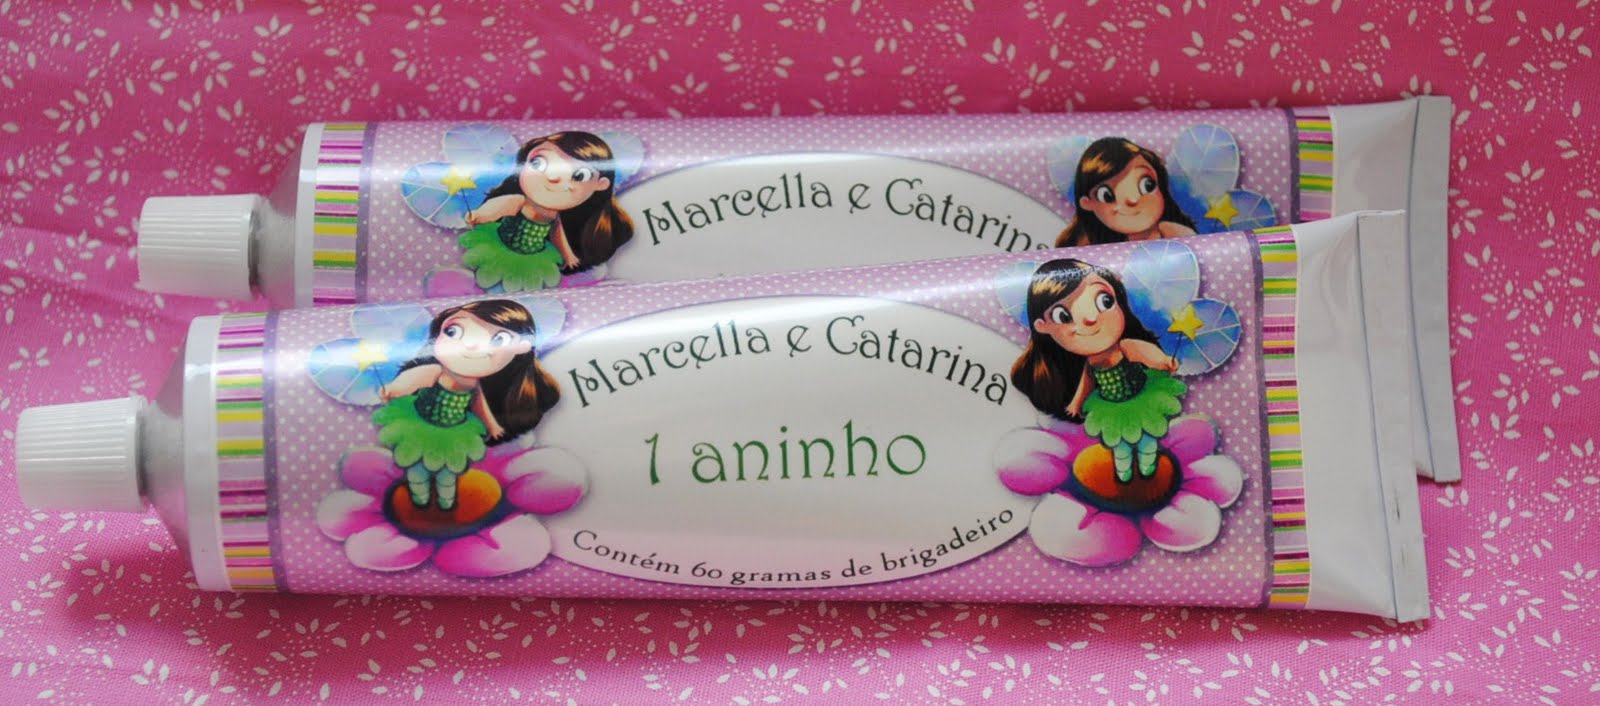 Marcella e Catarina
Marcella e Catarina
1 aninho
Contém 60 gramas de brigadeiro